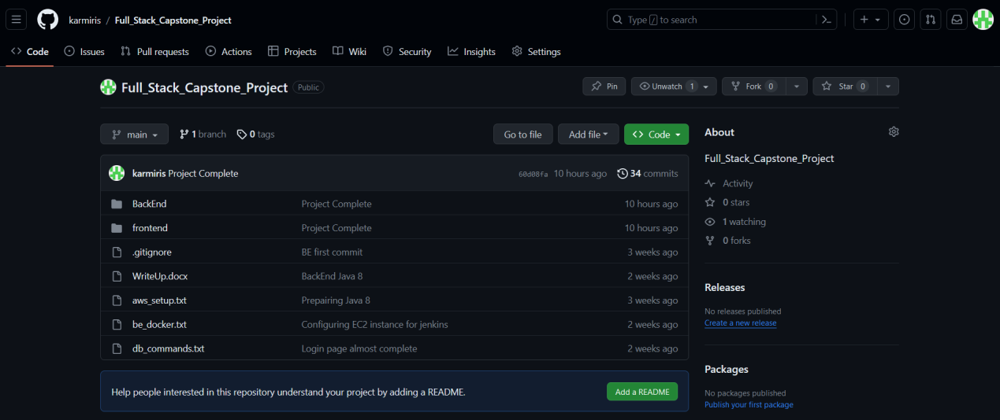 karmiris / Full_Stack_Capstone_Project
Type / to search
Code Issues Pull requests Actions Projects Wiki Security Insights Settings
Full_Stack_Capstone_Project Public
Pin Unwatch 1 Fork 0 Star 0
main 1 branch 0 tags
Go to file Add file Code
karmiris Project Complete 60d08fa 10 hours ago 34 commits
BackEnd Project Complete 10 hours ago
frontend Project Complete 10 hours ago
.gitignore BE first commit 3 weeks ago
WriteUp.docx BackEnd Java 8 2 weeks ago
aws_setup.txt Prepairing Java 8 3 weeks ago
be_docker.txt Configuring EC2 instance for jenkins 2 weeks ago
db_commands.txt Login page almost complete 2 weeks ago
Help people interested in this repository understand your project by adding a README.
Add a README
About
Full_Stack_Capstone_Project
Activity
0 stars
1 watching
0 forks
Releases
No releases published
Create a new release
Packages
No packages published
Publish your first package